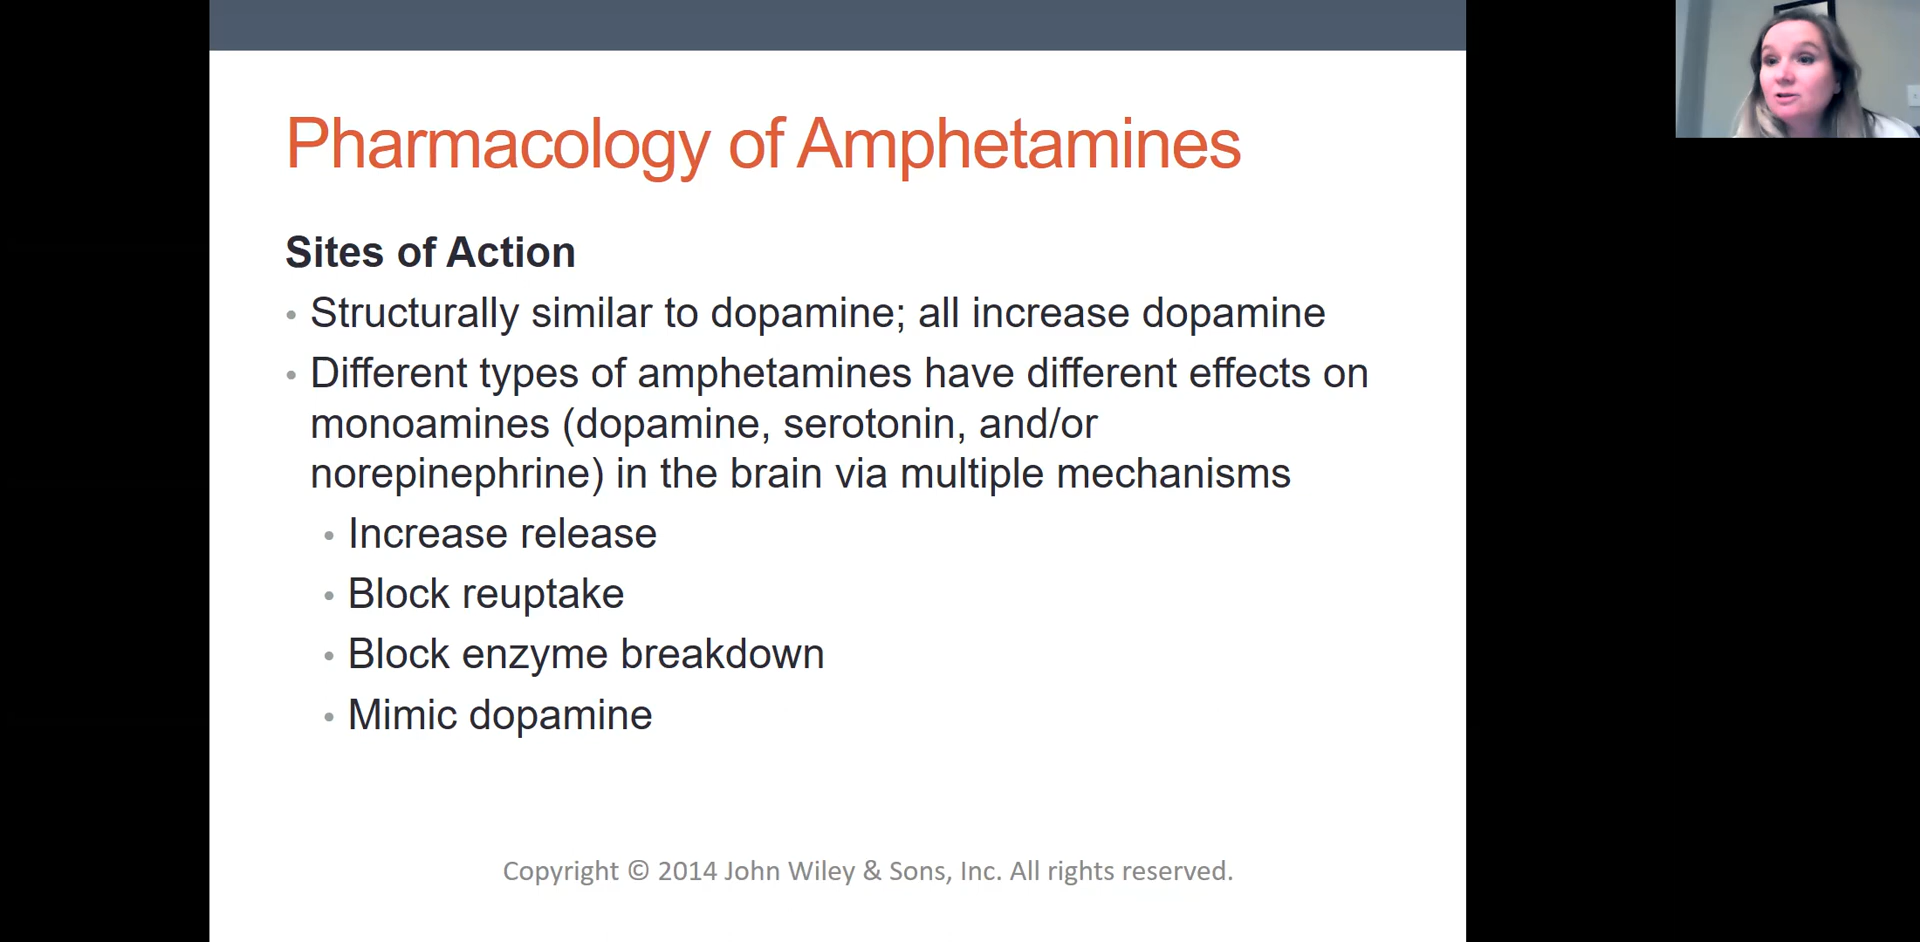 Pharmacology of Amphetamines
Sites of Action
• Structurally similar to dopamine; all increase dopamine
• Different types of amphetamines have different effects on
monoamines (dopamine, serotonin, and/or
norepinephrine) in the brain via multiple mechanisms
• Increase release
• Block reuptake
• Block enzyme breakdown
• Mimic dopamine
Copyright © 2014 John Wiley & Sons, Inc. All rights reserved.